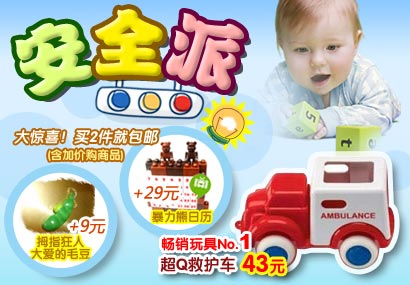 安全派
大惊喜！买2件就包邮
(含加价购商品)
+29元
暴力熊日历
+9元
拇指狂人
大爱的毛豆
AMBULANCE
畅销玩具No.1
超Q救护车 43元